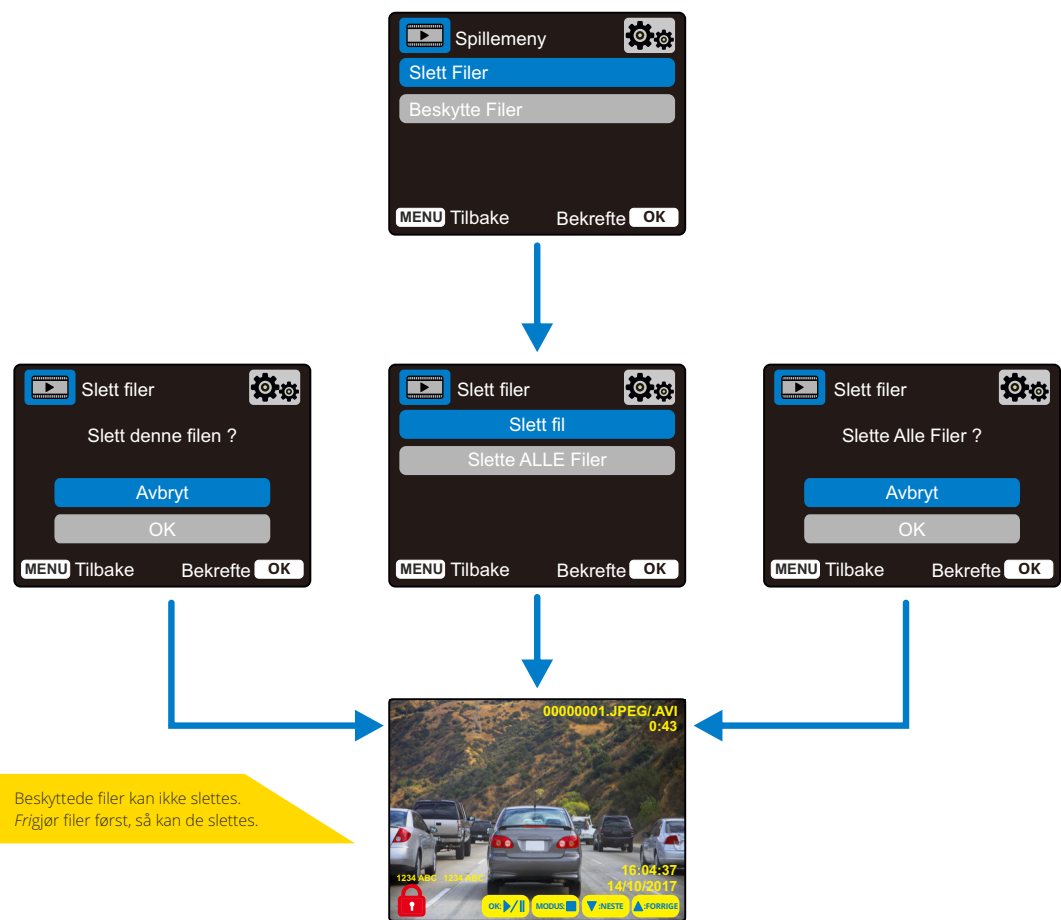 Spillemeny
Slett Filer
Beskytte Filer
MENU Tilbake Bekrefte OK
Slett filer
Slett denne filen ?
Avbryt
OK
MENU Tilbake Bekrefte OK
Slett filer
Slett fil
Slette ALLE Filer
MENU Tilbake Bekrefte OK
Slett filer
Slette Alle Filer ?
Avbryt
OK
MENU Tilbake Bekrefte OK
00000001.JPEG/.AVI
0:43
Beskyttede filer kan ikke slettes.
Frigjør filer først, så kan de slettes.
16:04:37
1234 ABC 1234 ABC
14/10/2017
OK: MODUS: :NESTE :FORRIGE